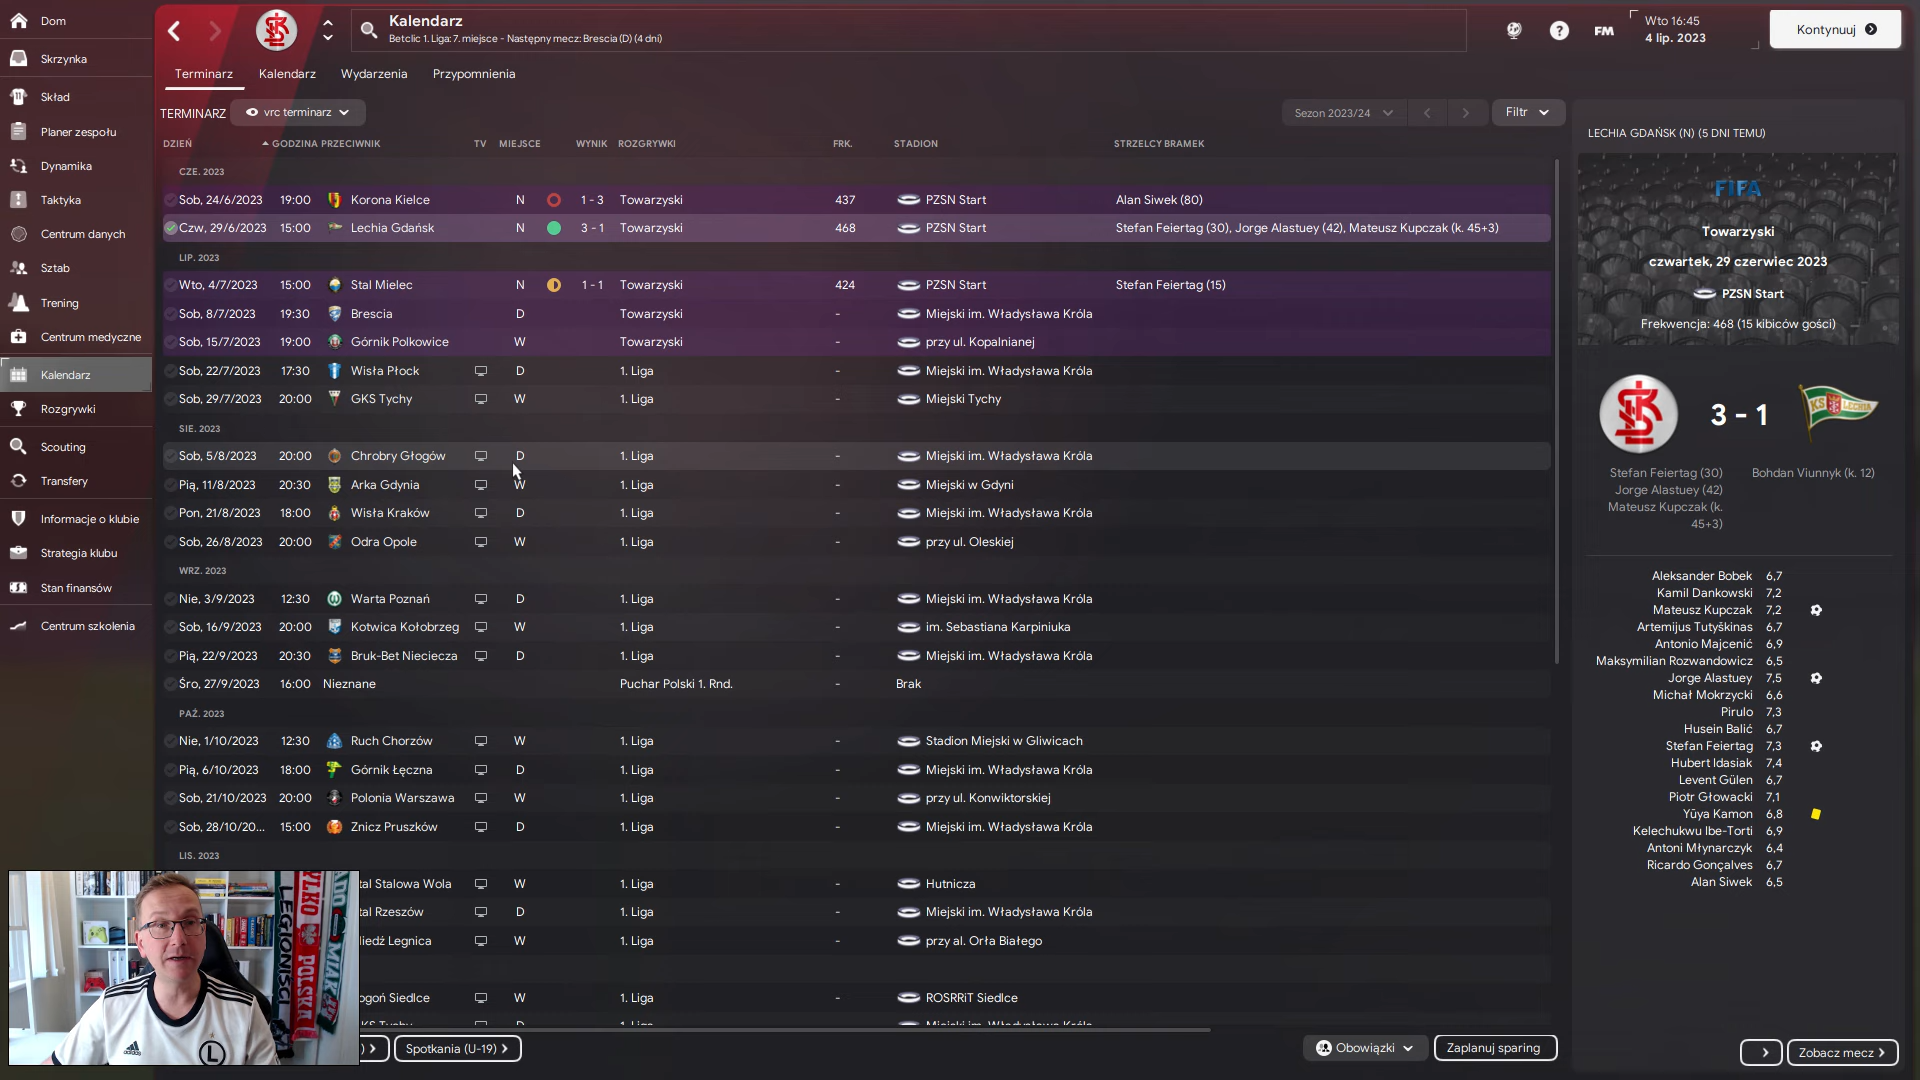 Dom
Skrzynka
Skład
Planer zespołu
Dynamika
Taktyka
Centrum danych
Sztab
Trening
Centrum medyczne
Kalendarz
Rozgrywki
Scouting
Transfery
Informacje o klubie
Strategia klubu
Stan finansów
Centrum szkolenia
Kalendarz
Betclic 1. Liga: 7. miejsce - Następny mecz: Brescia (D) (4 dni)
FM
Wto 16:45
4 lip. 2023
Kontynuuj
Terminarz Kalendarz Wydarzenia Przypomnienia
TERMINARZ vrc terminarz Sezon 2023/24 Filtr
DZIEŃ GODZINA PRZECIWNIK TV MIEJSCE WYNIK ROZGRYWKI FRK. STADION STRZELCY BRAMEK
CZE. 2023
Sob, 24/6/2023 19:00 Korona Kielce N 1 - 3 Towarzyski 437 PZSN Start Alan Siwek (80)
Czw, 29/6/2023 15:00 Lechia Gdańsk N 3 - 1 Towarzyski 468 PZSN Start Stefan Feiertag (30), Jorge Alastuey (42), Mateusz Kupczak (k. 45+3)
LIP. 2023
Wto, 4/7/2023 15:00 Stal Mielec N 1 - 1 Towarzyski 424 PZSN Start Stefan Feiertag (15)
Sob, 8/7/2023 19:30 Brescia D Towarzyski - Miejski im. Władysława Króla
Sob, 15/7/2023 19:00 Górnik Polkowice W Towarzyski - przy ul. Kopalnianej
Sob, 22/7/2023 17:30 Wisła Płock D 1. Liga - Miejski im. Władysława Króla
Sob, 29/7/2023 20:00 GKS Tychy W 1. Liga - Miejski Tychy
SIE. 2023
Sob, 5/8/2023 20:00 Chrobry Głogów D 1. Liga - Miejski im. Władysława Króla
Pią, 11/8/2023 20:30 Arka Gdynia W 1. Liga - Miejski w Gdyni
Pon, 21/8/2023 18:00 Wisła Kraków D 1. Liga - Miejski im. Władysława Króla
Sob, 26/8/2023 20:00 Odra Opole W 1. Liga - przy ul. Oleskiej
WRZ. 2023
Nie, 3/9/2023 12:30 Warta Poznań D 1. Liga - Miejski im. Władysława Króla
Sob, 16/9/2023 20:00 Kotwica Kołobrzeg W 1. Liga - im. Sebastiana Karpiniuka
Pią, 22/9/2023 20:30 Bruk-Bet Nieciecza D 1. Liga - Miejski im. Władysława Króla
Śro, 27/9/2023 16:00 Nieznane Puchar Polski 1. Rnd. - Brak
PAŹ. 2023
Nie, 1/10/2023 12:30 Ruch Chorzów W 1. Liga - Stadion Miejski w Gliwicach
Pią, 6/10/2023 18:00 Górnik Łęczna D 1. Liga - Miejski im. Władysława Króla
Sob, 21/10/2023 20:00 Polonia Warszawa W 1. Liga - przy ul. Konwiktorskiej
Sob, 28/10/20... 15:00 Znicz Pruszków D 1. Liga - Miejski im. Władysława Króla
LIS. 2023
tal Stalowa Wola W 1. Liga - Hutnicza
tal Rzeszów D 1. Liga - Miejski im. Władysława Króla
iedź Legnica W 1. Liga - przy al. Orła Białego
ogoń Siedlce W 1. Liga - ROSRRiT Siedlce
Spotkania (U-19)
Obowiązki
Zaplanuj sparing
LECHIA GDAŃSK (N) (5 DNI TEMU)
FIFA
Towarzyski
czwartek, 29 czerwiec 2023
PZSN Start
Frekwencja: 468 (15 kibiców gości)
3 - 1
KS LECHIA
Stefan Feiertag (30)
Jorge Alastuey (42)
Mateusz Kupczak (k. 45+3)
Bohdan Viunnyk (k. 12)
Aleksander Bobek 6,7
Kamil Dankowski 7,2
Mateusz Kupczak 7,2
Artemijus Tutyškinas 6,7
Antonio Majcenić 6,9
Maksymilian Rozwandowicz 6,5
Jorge Alastuey 7,5
Michał Mokrzycki 6,6
Pirulo 7,3
Husein Balić 6,7
Stefan Feiertag 7,3
Hubert Idasiak 7,4
Levent Gülen 6,7
Piotr Głowacki 7,1
Yūya Kamon 6,8
Kelechukwu Ibe-Torti 6,9
Antoni Młynarczyk 6,4
Ricardo Gonçalves 6,7
Alan Siwek 6,5
Zobacz mecz
LEGIONIŚCI
POLSKA
adidas
L